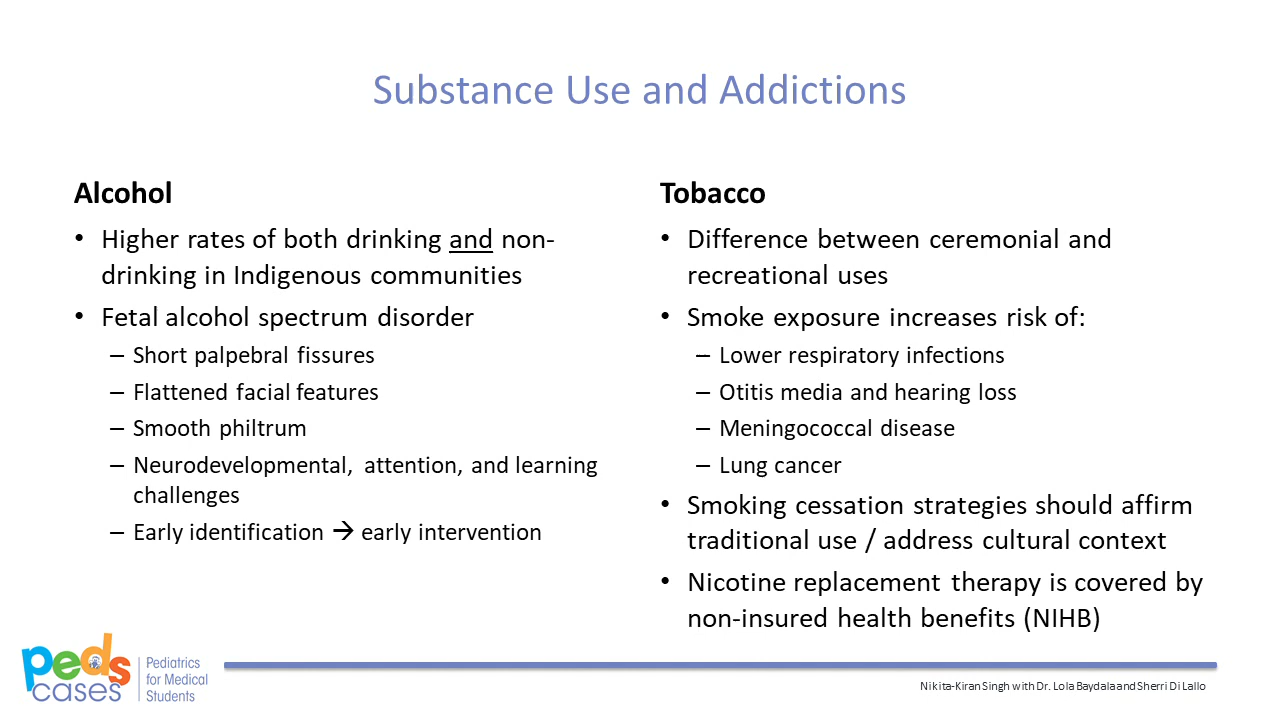 Substance Use and Addictions
Alcohol
• Higher rates of both drinking and non-
drinking in Indigenous communities
• Fetal alcohol spectrum disorder
– Short palpebral fissures
– Flattened facial features
– Smooth philtrum
– Neurodevelopmental, attention, and learning
challenges
– Early identification → early intervention
Tobacco
• Difference between ceremonial and
recreational uses
• Smoke exposure increases risk of:
– Lower respiratory infections
– Otitis media and hearing loss
– Meningococcal disease
– Lung cancer
• Smoking cessation strategies should affirm
traditional use / address cultural context
• Nicotine replacement therapy is covered by
non-insured health benefits (NIHB)
peds
cases
Pediatrics
for Medical
Students
Nikita-Kiran Singh with Dr. Lola Baydala and Sherri Di Lallo